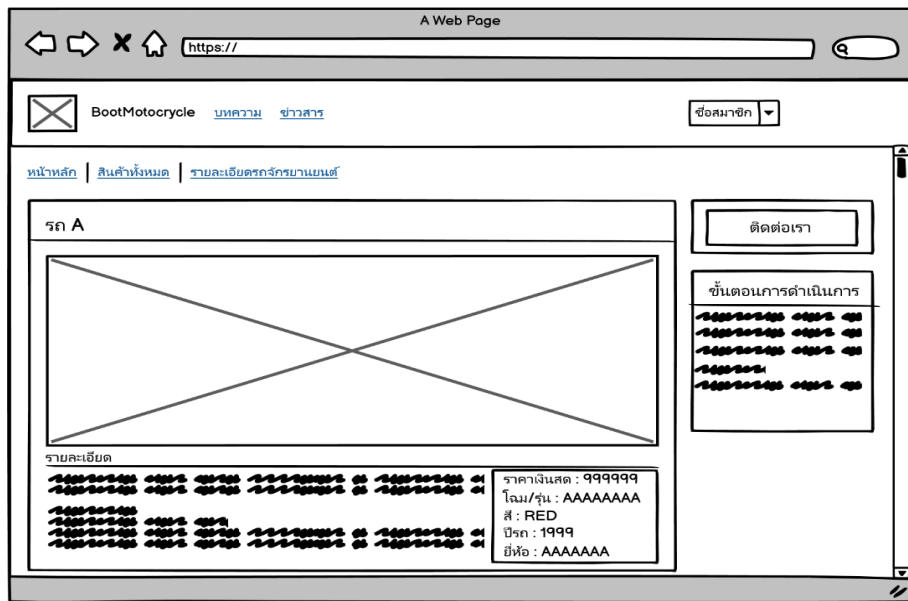 A Web Page
https://
BootMotocrycle บทความ ข่าวสาร ชื่อสมาชิก
หน้าหลัก สินค้าทั้งหมด รายละเอียดรถจักรยานยนต์
รถ A
ติดต่อเรา
ขั้นตอนการดำเนินการ
รายละเอียด
ราคาเงินสด : 999999
โฉม/รุ่น : AAAAAAAA
สี : RED
ปีรถ : 1999
ยี่ห้อ : AAAAAAA